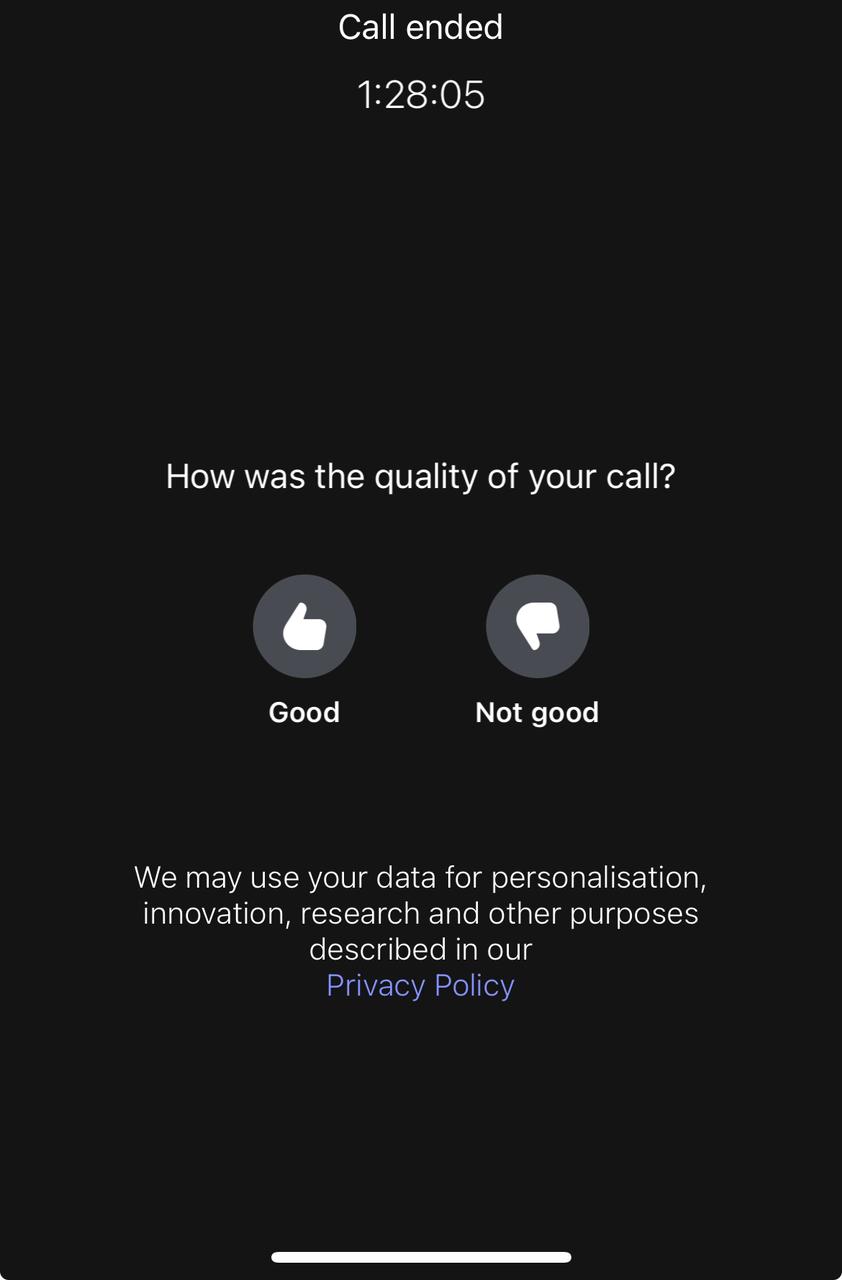 Call ended
1:28:05
How was the quality of your call?
Good
Not good
We may use your data for personalisation,
innovation, research and other purposes
described in our
Privacy Policy